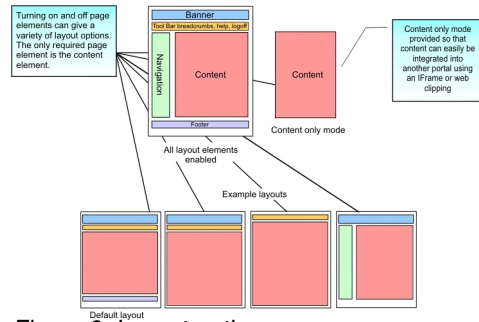 Turning on and off page
elements can give a
variety of layout options.
The only required page
element is the content
element.
Banner
Tool Bar breadcrumbs, help, logoff
Navigation
Content
Footer
All layout elements
enabled
Content
Content only mode
Content only mode
provided so that
content can easily be
integrated into
another portal using
an IFrame or web
clipping
Example layouts
Default layout